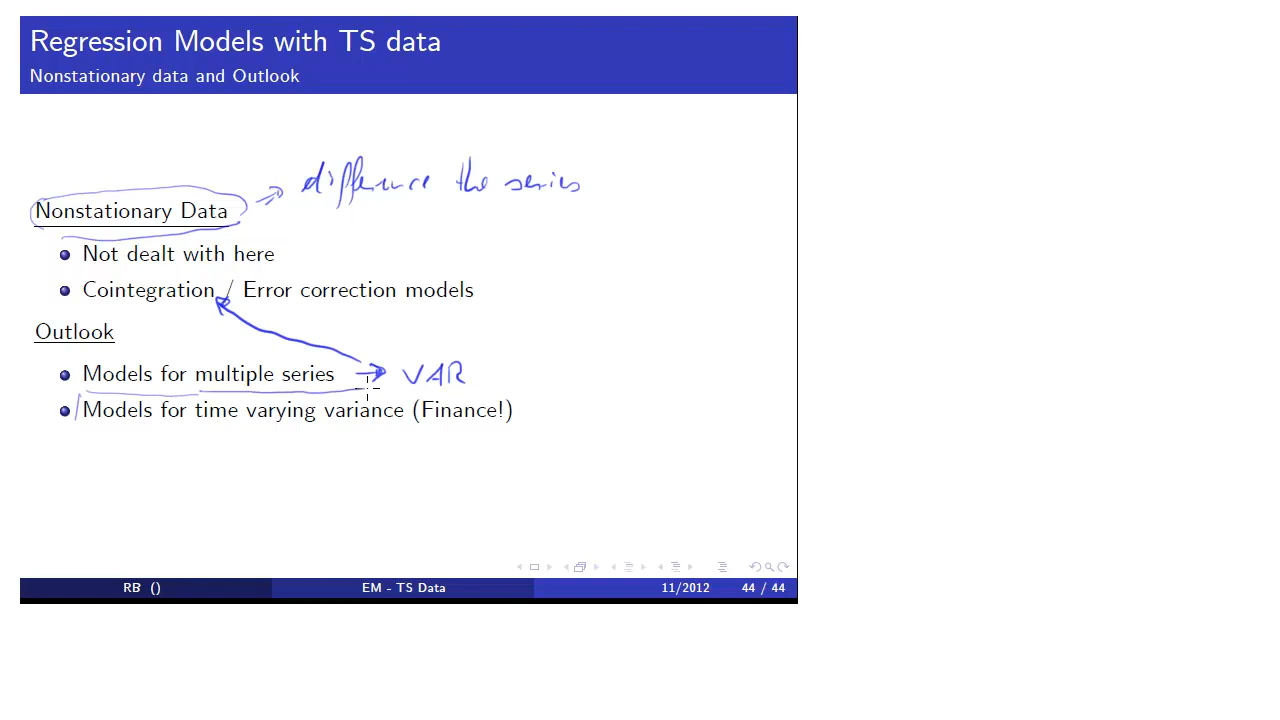 Regression Models with TS data
Nonstationary data and Outlook
difference the series
Nonstationary Data
Not dealt with here
Cointegration / Error correction models
Outlook
Models for multiple series → VAR
Models for time varying variance (Finance!)
RB () EM - TS Data 11/2012 44 / 44